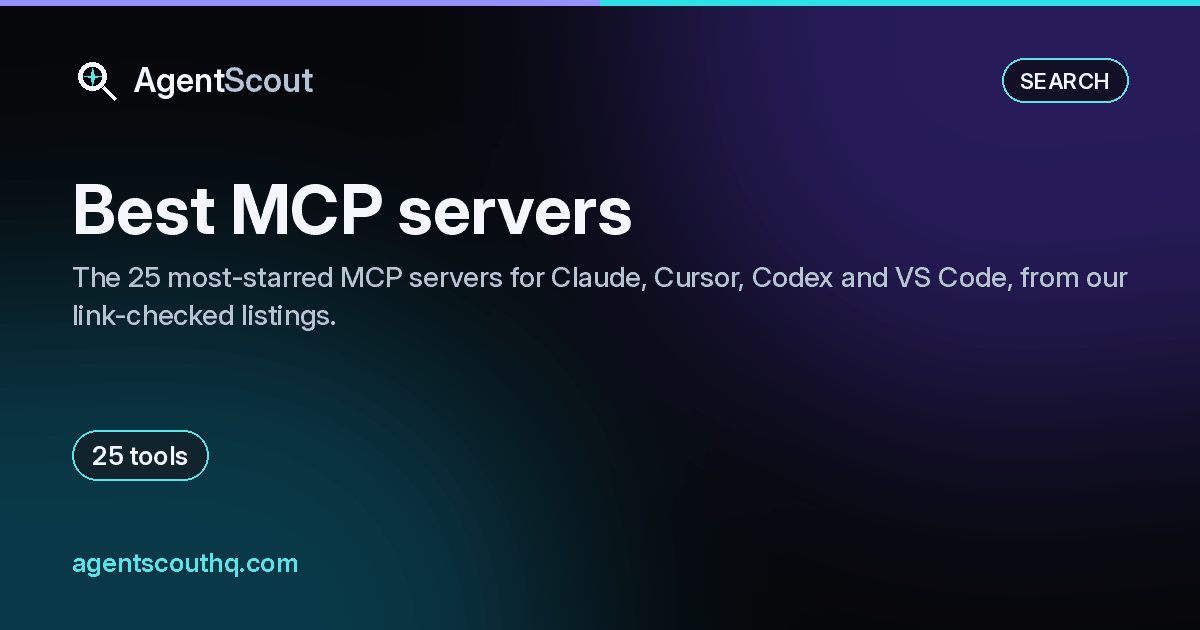 AgentScout
SEARCH
Best MCP servers
The 25 most-starred MCP servers for Claude, Cursor, Codex and VS Code, from our
link-checked listings.
25 tools
agentscouthq.com